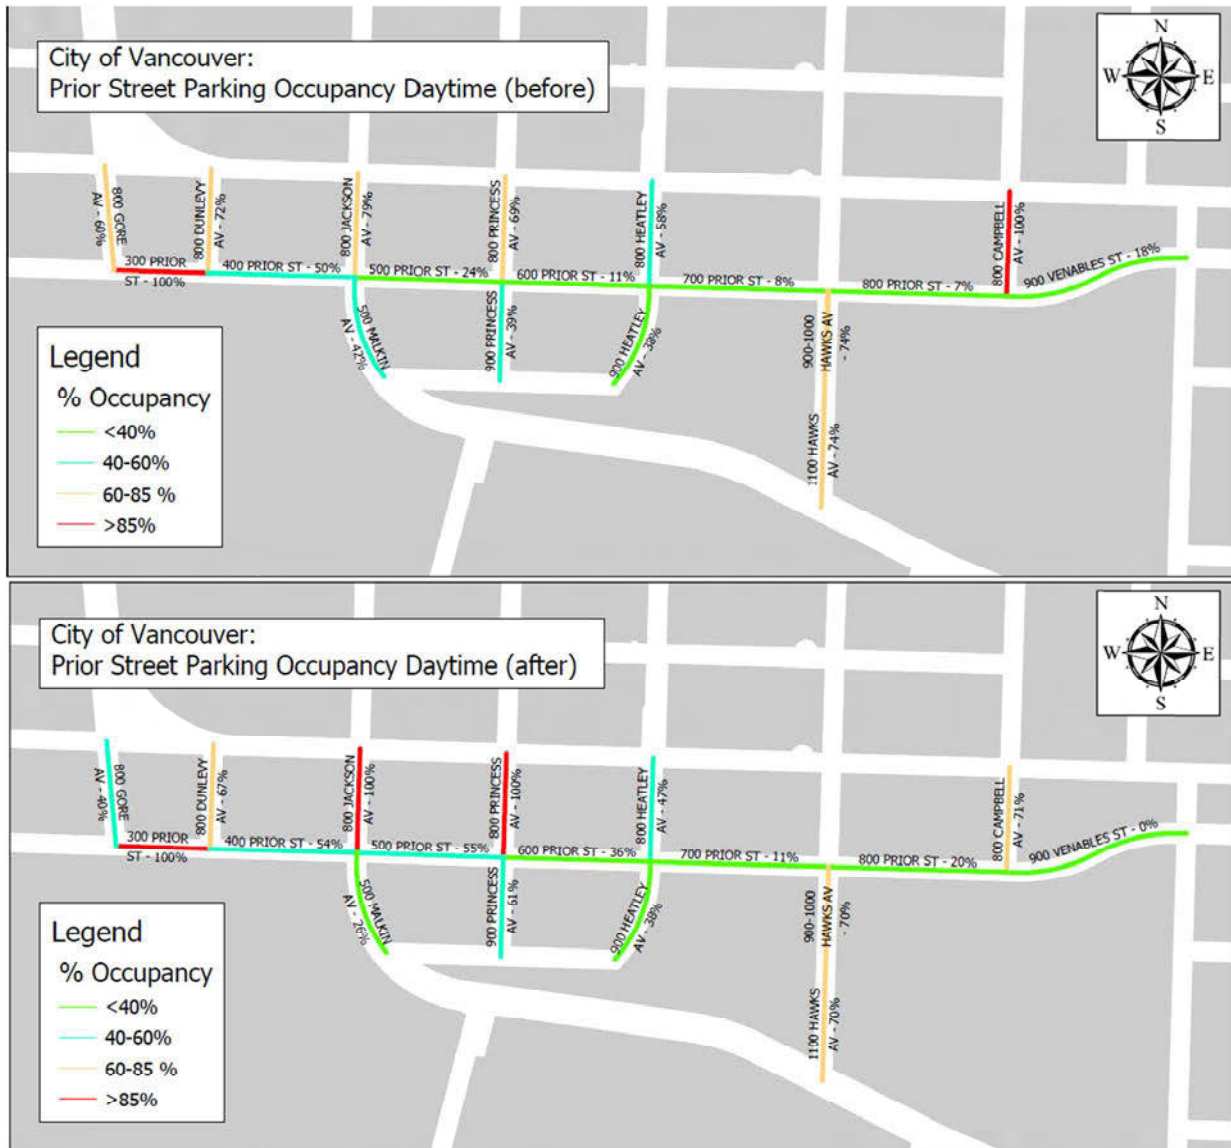 City of Vancouver:
Prior Street Parking Occupancy Daytime (before)
N
W
E
S
800 GORE
AV - 60%
800 DUNLEVY
AV - 72%
800 JACKSON
AV - 79%
800 PRINCESS
AV - 69%
800 HEATLEY
AV - 58%
800 CAMPBELL
AV - 100%
300 PRIOR
ST - 100%
400 PRIOR ST - 50%
500 PRIOR ST - 24%
600 PRIOR ST - 11%
700 PRIOR ST - 8%
800 PRIOR ST - 7%
900 VENABLES ST - 18%
500 MALKIN
AV - 42%
900 PRINCESS
AV - 39%
900 HEATLEY
AV - 38%
900-1000
HAWKS AV
- 74%
1100 HAWKS
AV - 74%
Legend
% Occupancy
<40%
40-60%
60-85 %
>85%
City of Vancouver:
Prior Street Parking Occupancy Daytime (after)
N
W
E
S
800 GORE
AV - 40%
800 DUNLEVY
AV - 67%
800 JACKSON
AV - 100%
800 PRINCESS
AV - 100%
800 HEATLEY
AV - 47%
800 CAMPBELL
AV - 71%
300 PRIOR
ST - 100%
400 PRIOR ST - 54%
500 PRIOR ST - 55%
600 PRIOR ST - 36%
700 PRIOR ST - 11%
800 PRIOR ST - 20%
900 VENABLES ST - 0%
500 MALKIN
AV - 26%
900 PRINCESS
AV - 61%
900 HEATLEY
AV - 38%
900-1000
HAWKS AV
- 70%
1100 HAWKS
AV - 70%
Legend
% Occupancy
<40%
40-60%
60-85 %
>85%